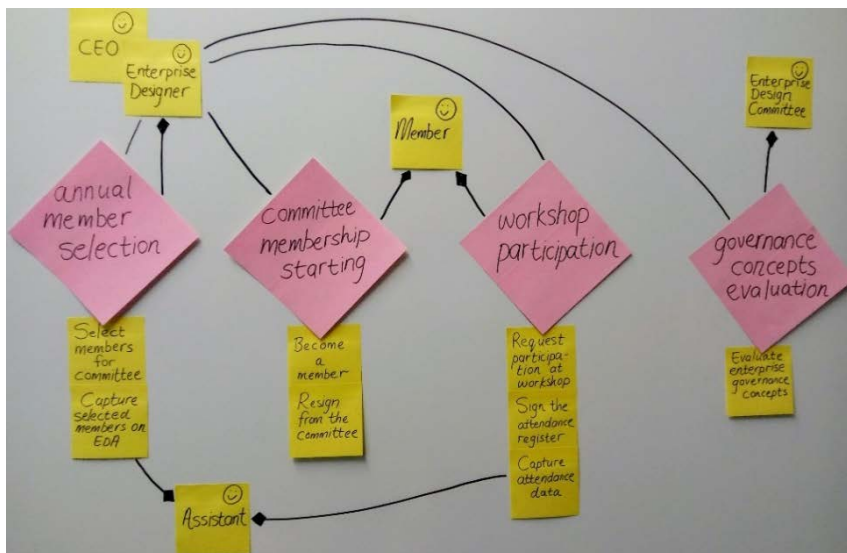 CEO
Enterprise
Designer
Member
Enterprise
Design
Committee
annual
member
selection
committee
membership
starting
workshop
participation
governance
concepts
evaluation
Select
members
for
committee
Capture
selected
members on
EDA
Become
a
member
Resign
from the
committee
Request
participa-
tion at
workshop
Sign the
attendance
register
Capture
attendance
data
Evaluate
enterprise
governance
concepts
Assistant